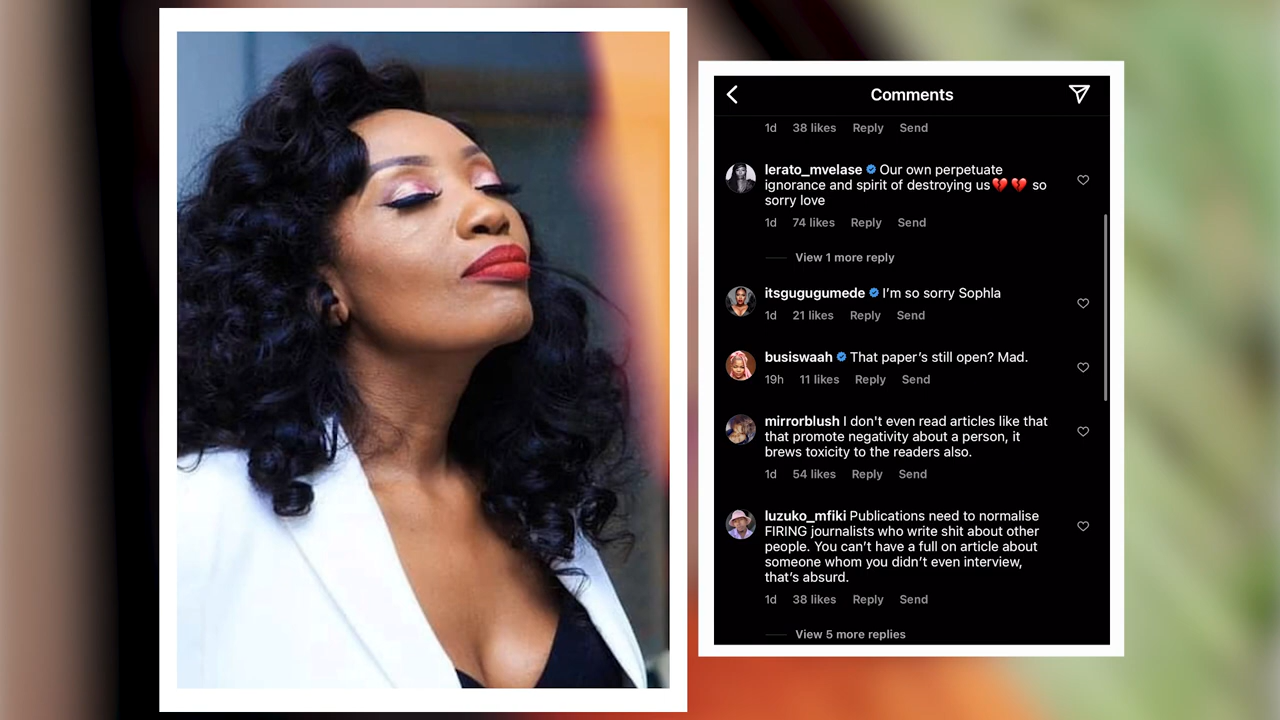 Comments
1d 38 likes Reply Send
lerato_mvelase Our own perpetuate
ignorance and spirit of destroying us💔💔 so
sorry love
1d 74 likes Reply Send
View 1 more reply
itsgugugumede I'm so sorry Sophla
1d 21 likes Reply Send
busiswaah That paper's still open? Mad.
19h 11 likes Reply Send
mirrorblush I don't even read articles like that
that promote negativity about a person, it
brews toxicity to the readers also.
1d 54 likes Reply Send
luzuko_mfiki Publications need to normalise
FIRING journalists who write shit about other
people. You can't have a full on article about
someone whom you didn't even interview,
that's absurd.
1d 38 likes Reply Send
View 5 more replies